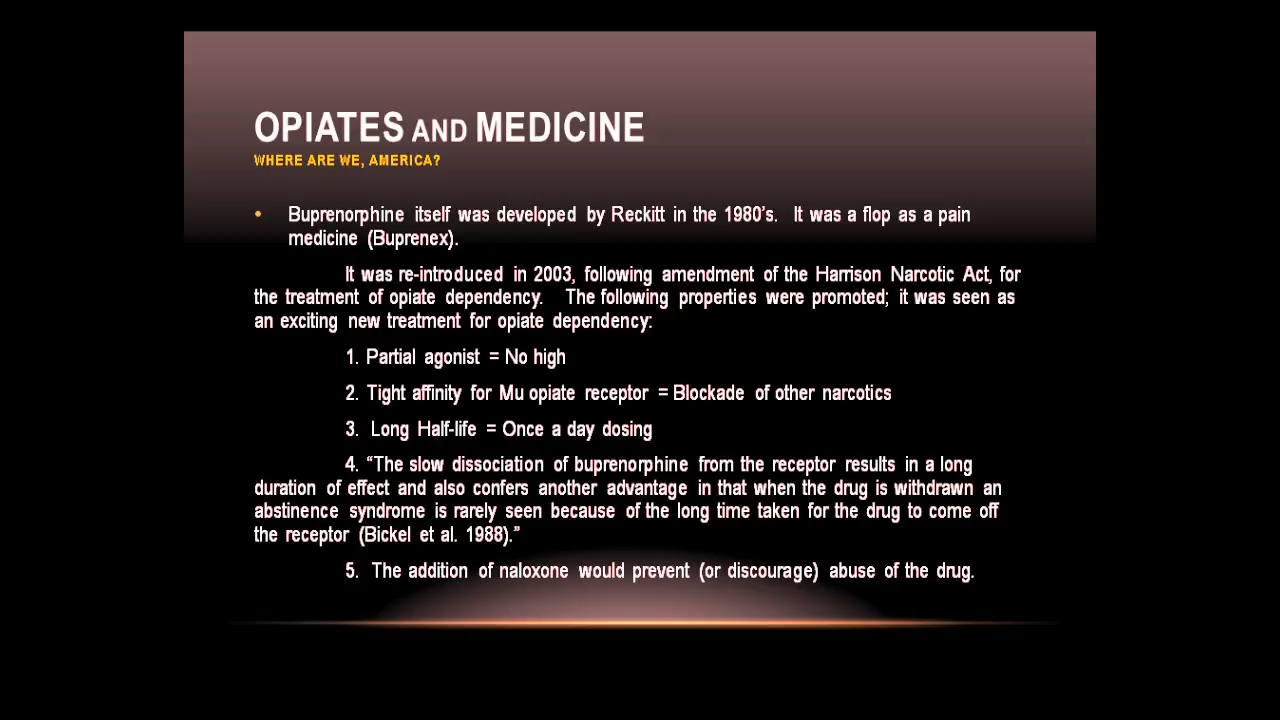 OPIATES AND MEDICINE
WHERE ARE WE, AMERICA?
• Buprenorphine itself was developed by Reckitt in the 1980's. It was a flop as a pain
medicine (Buprenex).
It was re-introduced in 2003, following amendment of the Harrison Narcotic Act, for
the treatment of opiate dependency. The following properties were promoted; it was seen as
an exciting new treatment for opiate dependency:
1. Partial agonist = No high
2. Tight affinity for Mu opiate receptor = Blockade of other narcotics
3. Long Half-life = Once a day dosing
4. “The slow dissociation of buprenorphine from the receptor results in a long
duration of effect and also confers another advantage in that when the drug is withdrawn an
abstinence syndrome is rarely seen because of the long time taken for the drug to come off
the receptor (Bickel et al. 1988).”
5. The addition of naloxone would prevent (or discourage) abuse of the drug.